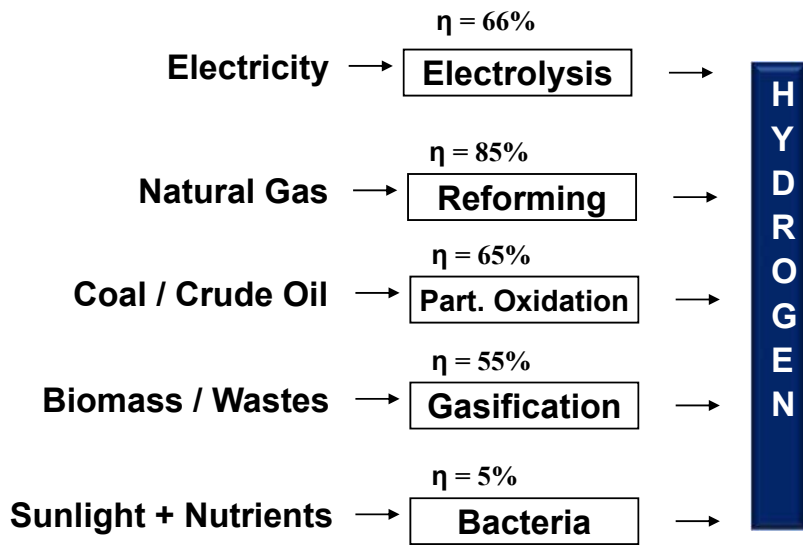 η = 66%
Electricity
Electrolysis
η = 85%
Natural Gas
Reforming
η = 65%
Coal / Crude Oil
Part. Oxidation
η = 55%
Biomass / Wastes
Gasification
η = 5%
Sunlight + Nutrients
Bacteria
H
Y
D
R
O
G
E
N